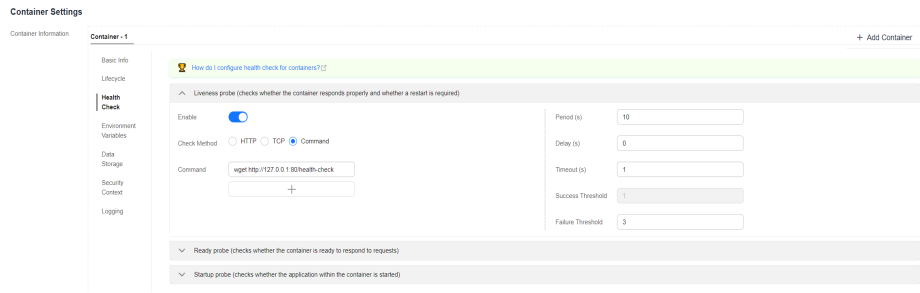 Container Settings
Container Information
Container - 1
+ Add Container
Basic Info
Lifecycle
Health
Check
Environment
Variables
Data
Storage
Security
Context
Logging
How do I configure health check for containers?
Liveness probe (checks whether the container responds properly and whether a restart is required)
Enable
Check Method
HTTP TCP Command
Command
wget http://127.0.0.1:80/health-check
+
Period (s) 10
Delay (s) 0
Timeout (s) 1
Success Threshold 1
Failure Threshold 3
Ready probe (checks whether the container is ready to respond to requests)
Startup probe (checks whether the application within the container is started)